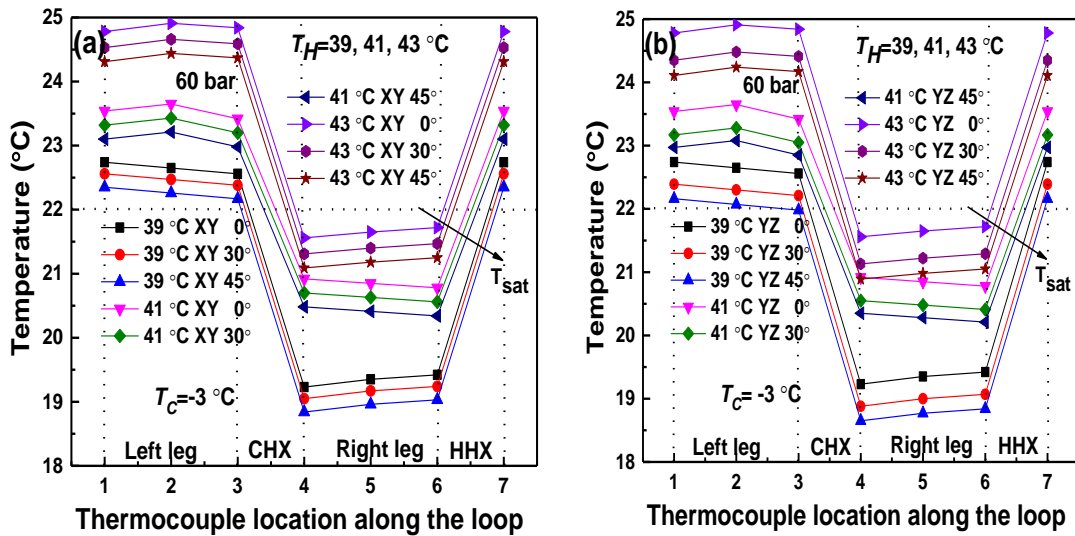 (a)
T_H=39, 41, 43 °C
60 bar
41 °C XY 45°
43 °C XY 0°
43 °C XY 30°
43 °C XY 45°
39 °C XY 0°
39 °C XY 30°
39 °C XY 45°
41 °C XY 0°
41 °C XY 30°
T_sat
T_C=-3 °C
Left leg
CHX
Right leg
HHX
25
24
23
22
21
20
19
18
1 2 3 4 5 6 7
Temperature (°C)
Thermocouple location along the loop
(b)
T_H=39, 41, 43 °C
60 bar
41 °C YZ 45°
43 °C YZ 0°
43 °C YZ 30°
43 °C YZ 45°
39 °C YZ 0°
39 °C YZ 30°
39 °C YZ 45°
41 °C YZ 0°
41 °C YZ 30°
T_sat
T_C= -3 °C
Left leg
CHX
Right leg
HHX
25
24
23
22
21
20
19
18
1 2 3 4 5 6 7
Temperature (°C)
Thermocouple location along the loop